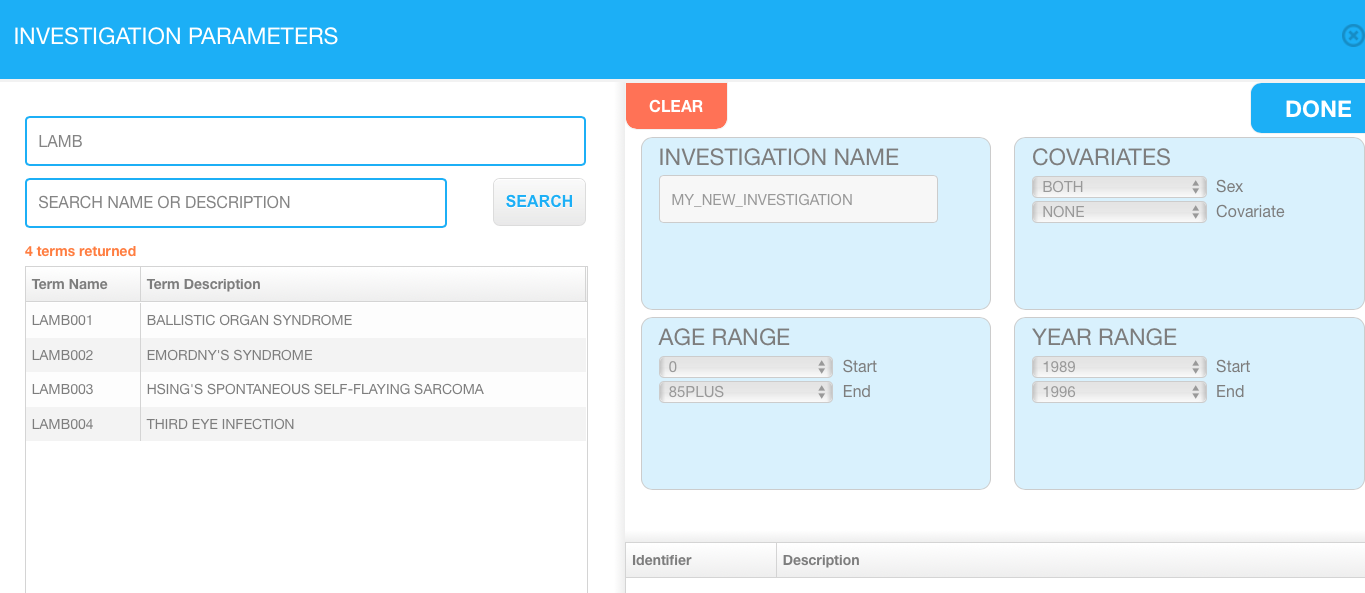 INVESTIGATION PARAMETERS
LAMB
SEARCH NAME OR DESCRIPTION
SEARCH
4 terms returned
Term Name Term Description
LAMB001 BALLISTIC ORGAN SYNDROME
LAMB002 EMORDNY'S SYNDROME
LAMB003 HSING'S SPONTANEOUS SELF-FLAYING SARCOMA
LAMB004 THIRD EYE INFECTION
CLEAR
DONE
INVESTIGATION NAME
MY_NEW_INVESTIGATION
COVARIATES
BOTH Sex
NONE Covariate
AGE RANGE
0 Start
85PLUS End
YEAR RANGE
1989 Start
1996 End
Identifier Description